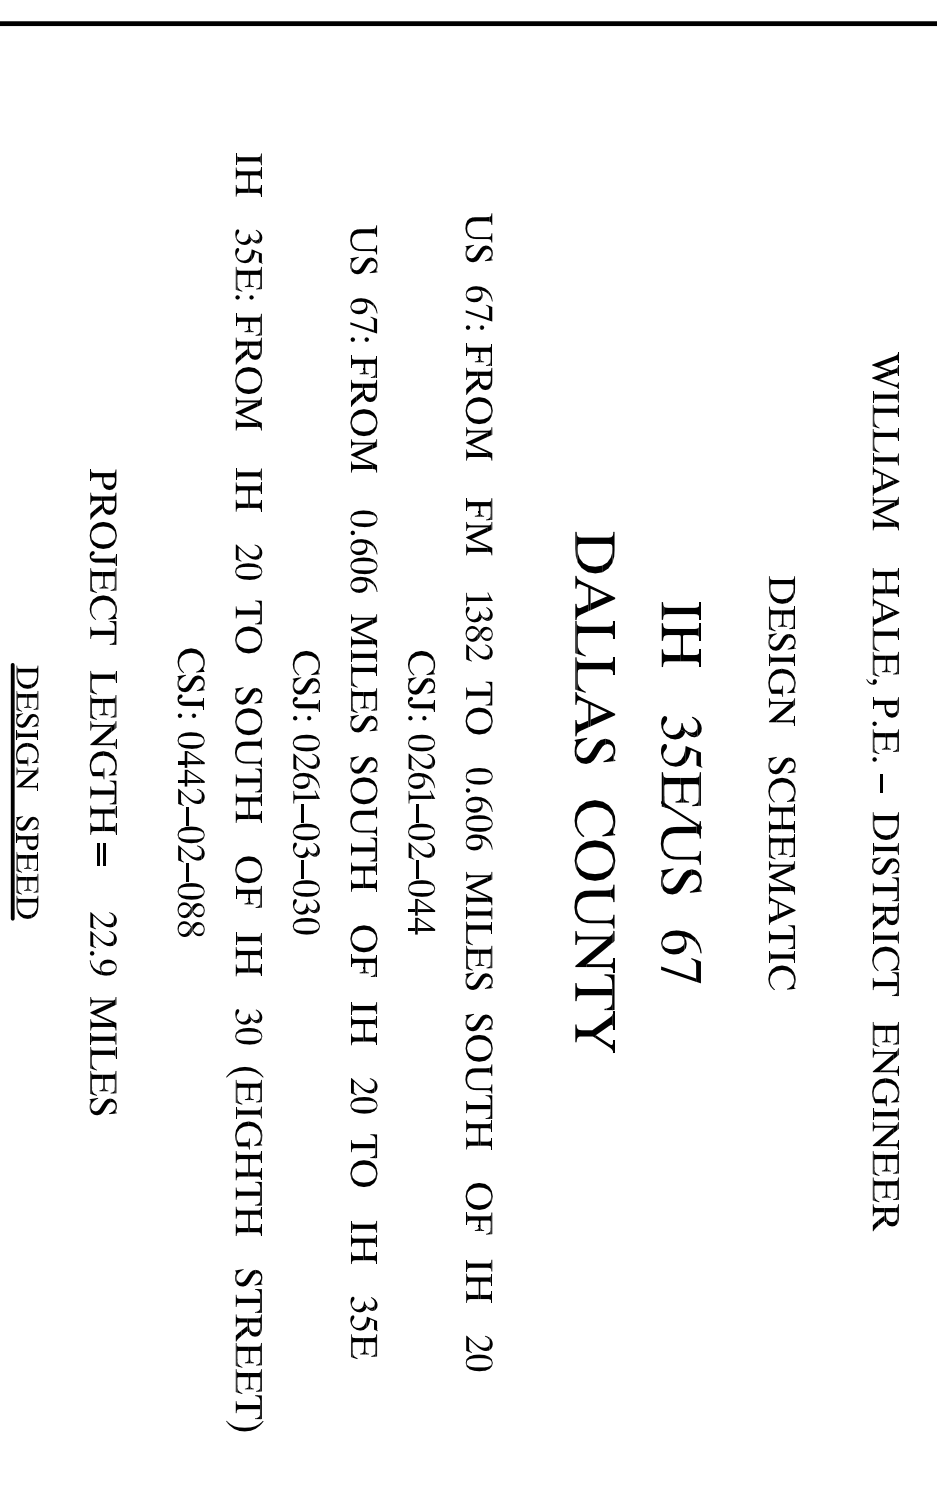 WILLIAM HALE, P.E. – DISTRICT ENGINEER
DESIGN SCHEMATIC
IH 35E/US 67
DALLAS COUNTY
US 67: FROM FM 1382 TO 0.606 MILES SOUTH OF IH 20
CSJ: 0261–02–044
US 67: FROM 0.606 MILES SOUTH OF IH 20 TO IH 35E
CSJ: 0261–03–030
IH 35E: FROM IH 20 TO SOUTH OF IH 30 (EIGHTH STREET)
CSJ: 0442–02–088
PROJECT LENGTH = 22.9 MILES
DESIGN SPEED